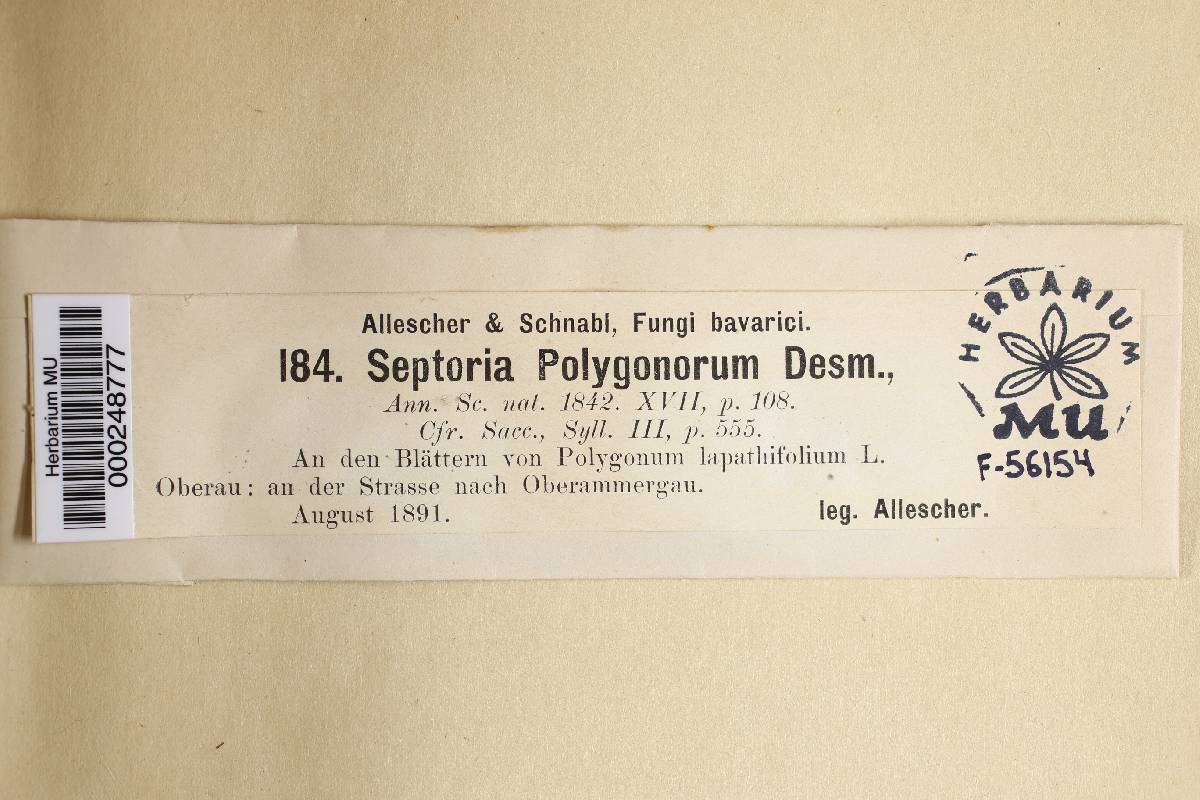 Allescher & Schnabl, Fungi bavarici.
184. Septoria Polygonorum Desm.,
Ann. Sc. nat. 1842. XVII, p. 108.
Cfr. Sacc., Syll. III, p. 555.
An den Blättern von Polygonum lapathifolium L.
Oberau: an der Strasse nach Oberammergau.
August 1891.
leg. Allescher.
Herbarium MU
000248777
HERBARIUM
MU
F-56154